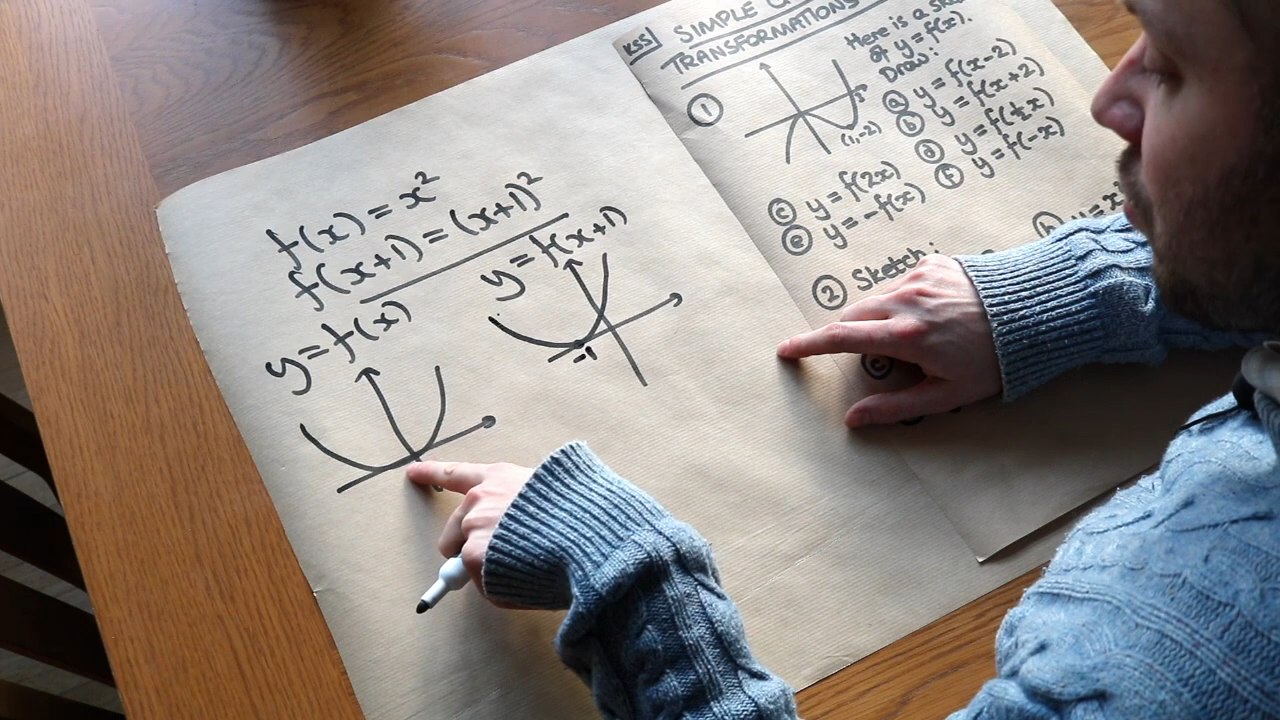 f(x) = x²
f(x+1) = (x+1)²
y = f(x)
y = f(x+1)
-1
KS5
SIMPLE
TRANSFORMATIONS
①
Here is a
of y = f(x).
Draw:
(1,-2)
ⓐ y = f(x-2)
ⓑ y = f(x+2)
ⓓ y = f(½x)
ⓕ y = f(-x)
ⓒ y = f(2x)
ⓔ y = -f(x)
② Sketch:
ⓗ y = x²
ⓒ